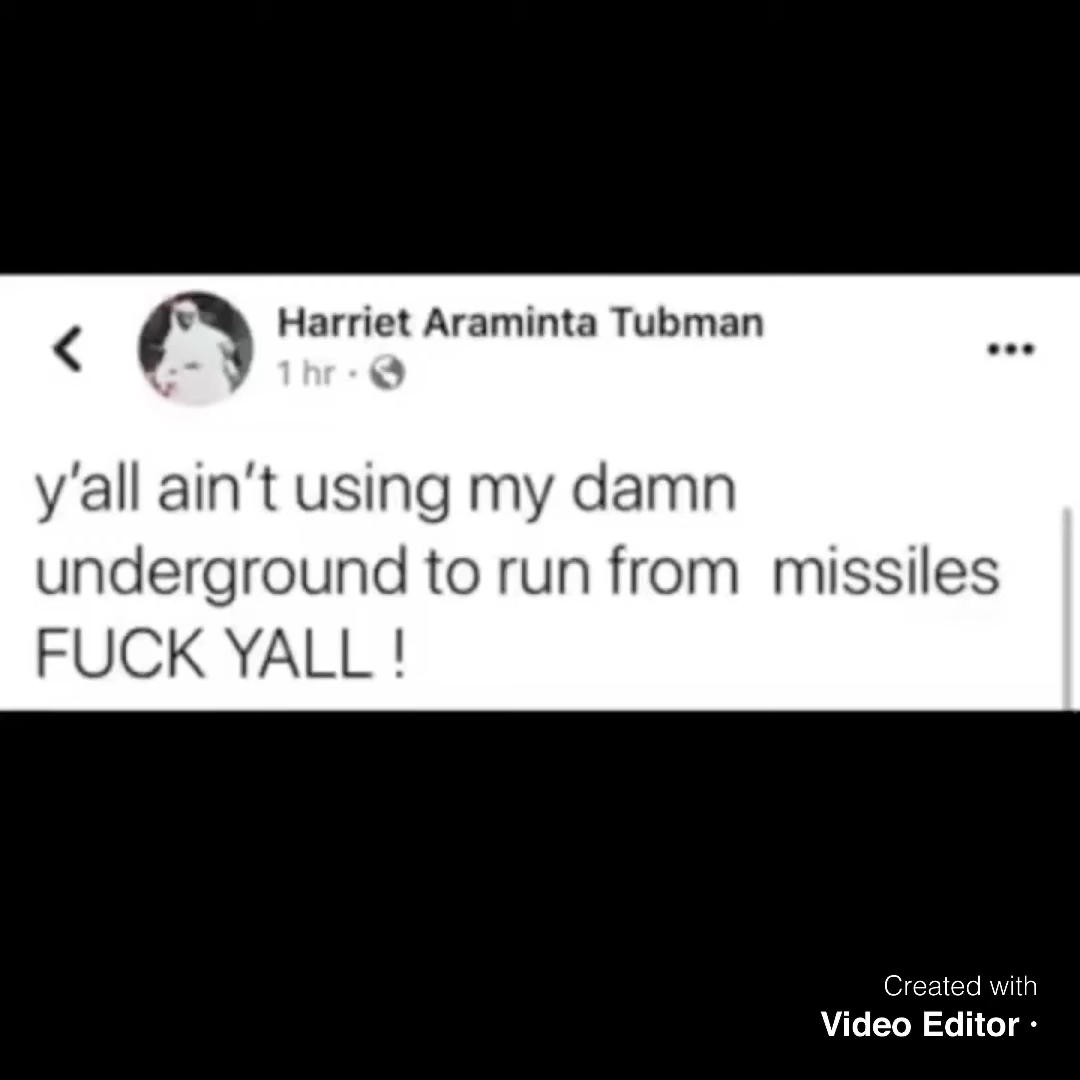 Harriet Araminta Tubman
1 hr ·
y'all ain't using my damn
underground to run from  missiles
FUCK YALL !
Created with
Video Editor ·